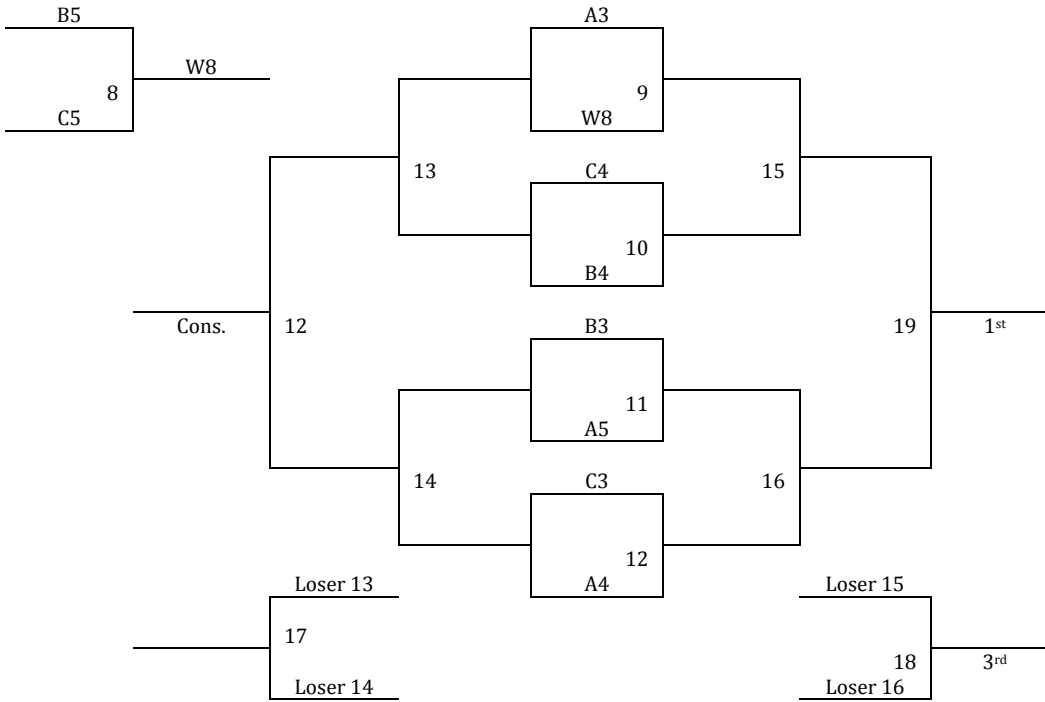 B5
A3
W8
8
9
C5
W8
13
C4
15
10
B4
Cons.
12
B3
19
1st
11
A5
14
C3
16
12
Loser 13
A4
Loser 15
17
18
3rd
Loser 14
Loser 16